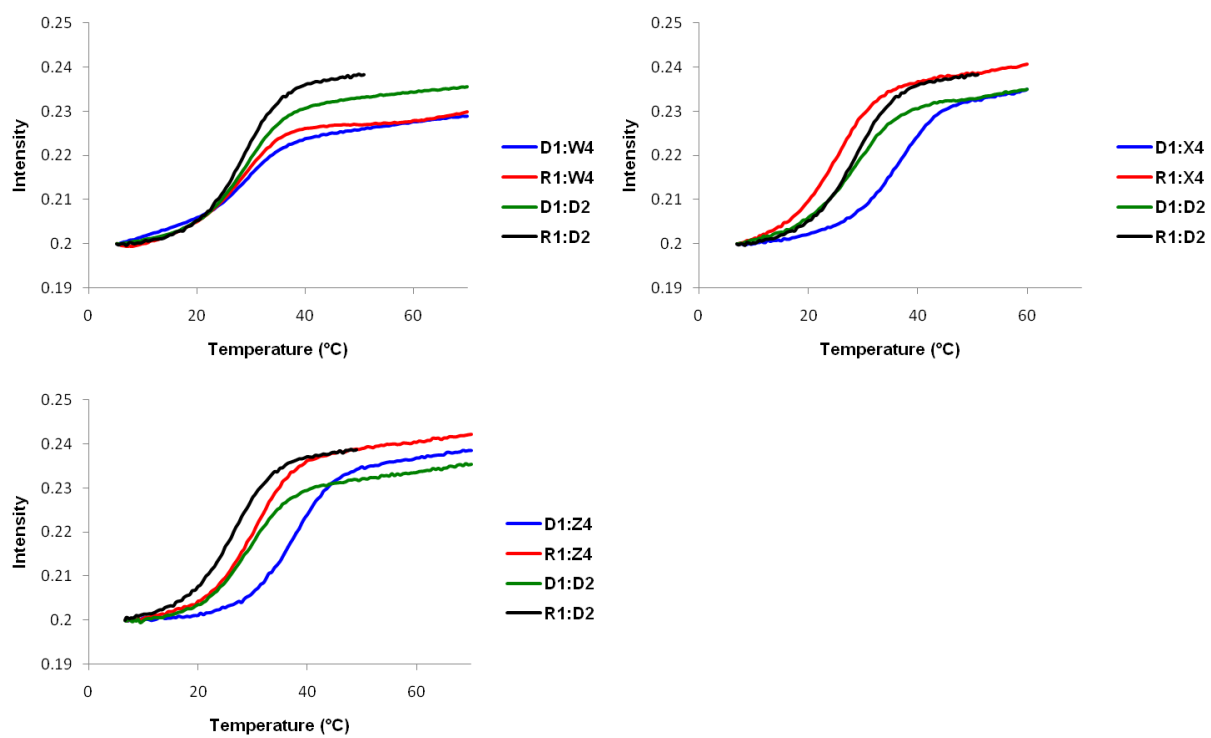 0.25
0.24
0.23
0.22
0.21
0.2
0.19
Intensity
0 20 40 60
Temperature (°C)
D1:W4
R1:W4
D1:D2
R1:D2
0.25
0.24
0.23
0.22
0.21
0.2
0.19
Intensity
0 20 40 60
Temperature (°C)
D1:X4
R1:X4
D1:D2
R1:D2
0.25
0.24
0.23
0.22
0.21
0.2
0.19
Intensity
0 20 40 60
Temperature (°C)
D1:Z4
R1:Z4
D1:D2
R1:D2